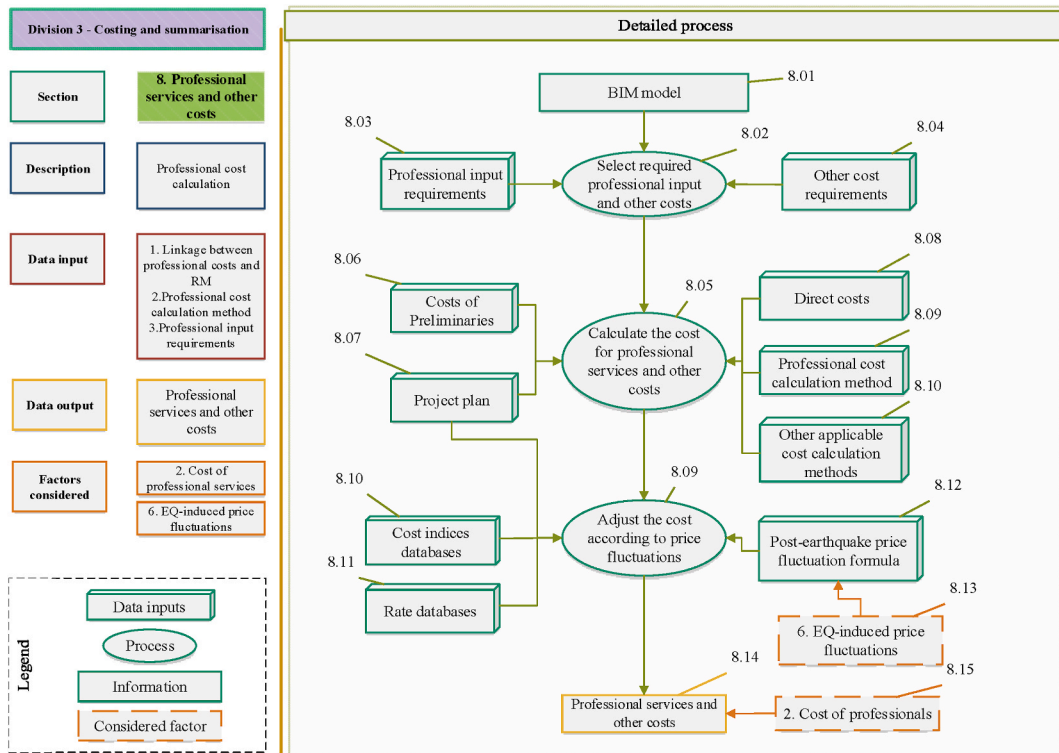 Division 3 - Costing and summarisation
Section
8. Professional
services and other
costs
Description
Professional cost
calculation
Data input
1. Linkage between
professional costs and
RM
2.Professional cost
calculation method
3.Professional input
requirements
Data output
Professional
services and other
costs
Factors
considered
2. Cost of
professional services
6. EQ-induced price
fluctuations
Legend
Data inputs
Process
Information
Considered factor
Detailed process
8.01
BIM model
8.03
8.02
8.04
Professional input
requirements
Select required
professional input
and other costs
Other cost
requirements
8.06
8.05
8.08
Costs of
Preliminaries
Direct costs
8.07
8.09
Calculate the cost
for professional
services and other
costs
Project plan
Professional cost
calculation method
8.10
Other applicable
cost calculation
methods
8.10
8.09
8.12
Cost indices
databases
Adjust the cost
according to price
fluctuations
Post-earthquake price
fluctuation formula
8.11
Rate databases
8.13
6. EQ-induced price
fluctuations
8.14
8.15
Professional services and
other costs
2. Cost of professionals